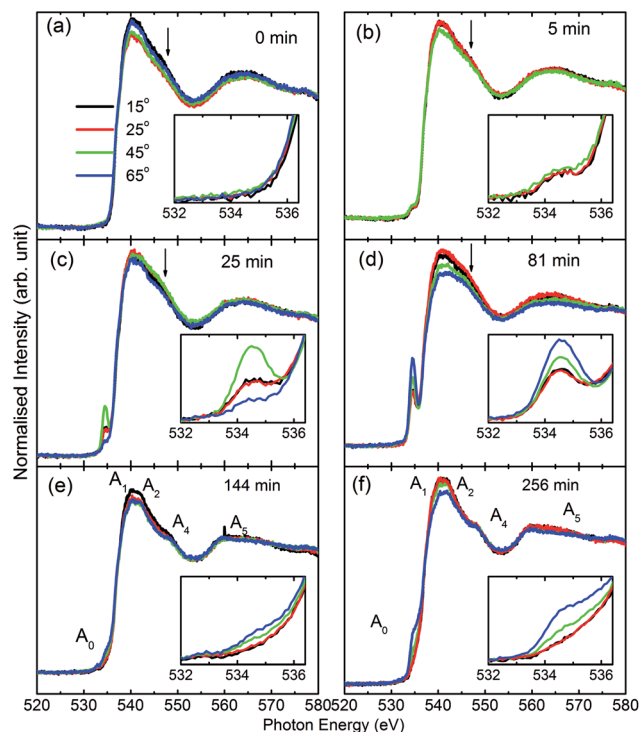 (a)
0 min
15°
25°
45°
65°
532 534 536
(b)
5 min
532 534 536
(c)
25 min
532 534 536
(d)
81 min
532 534 536
(e)
144 min
A1
A2
A4
A5
A0
532 534 536
(f)
256 min
A1
A2
A4
A5
A0
532 534 536
520 530 540 550 560 570 580
520 530 540 550 560 570 580
Photon Energy (eV)
Normalised Intensity (arb. unit)